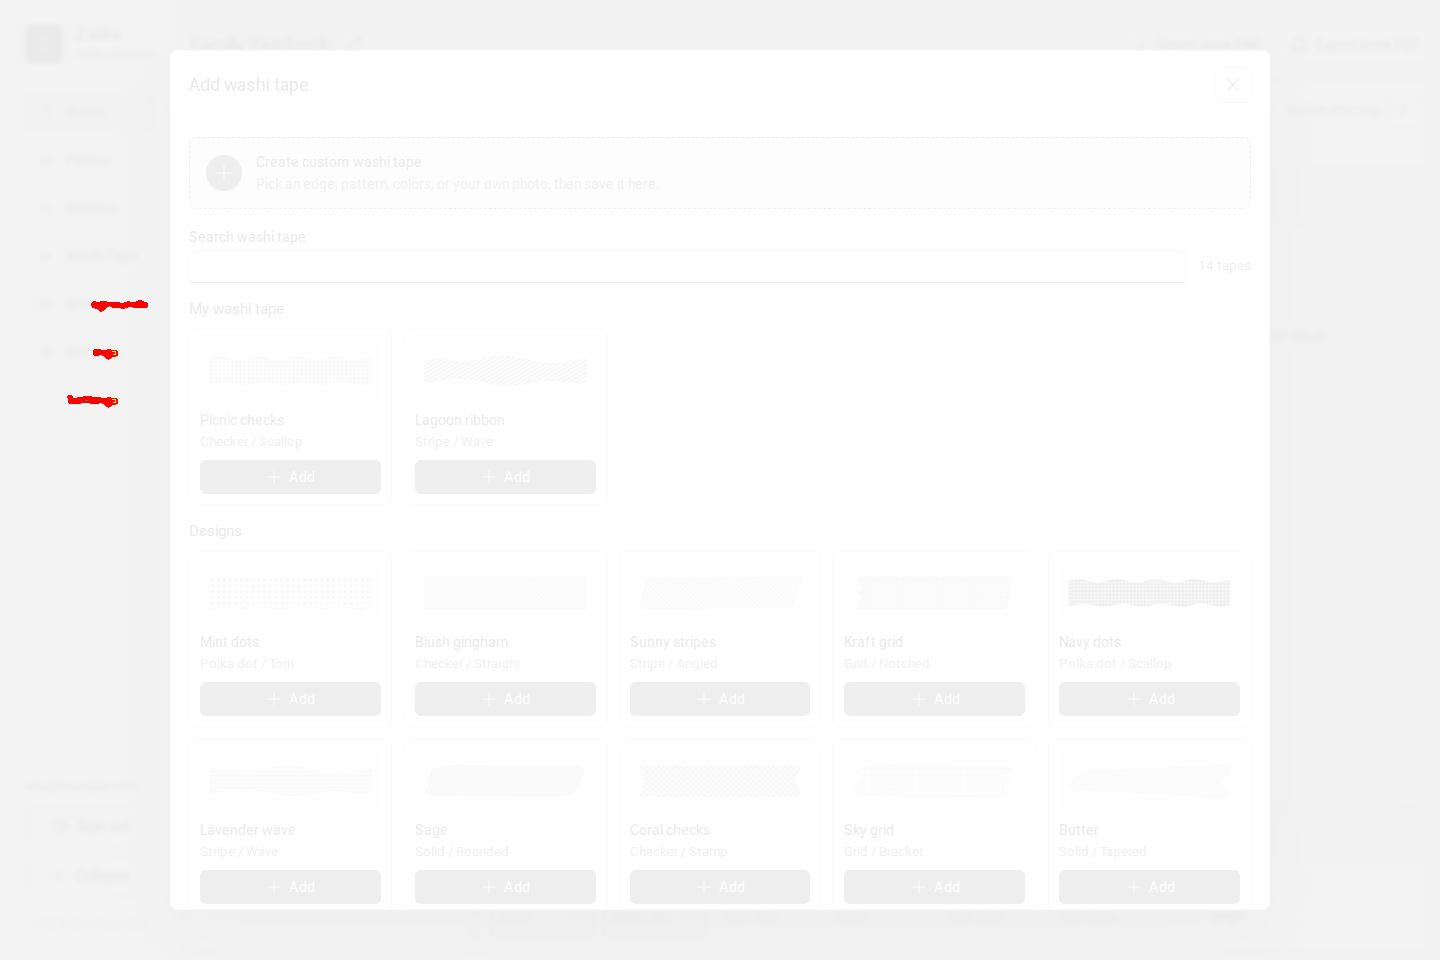 Family Yearbook
Add washi tape
Create custom washi tape
Pick an edge, pattern, colors, or your own photo, then save it here.
Search washi tape
14 tapes
My washi tape
Picnic checks
Checker / Scallop
Add
Lagoon ribbon
Stripe / Wave
Add
Designs
Mint dots
Polka dot / Torn
Add
Blush gingham
Checker / Straight
Add
Sunny stripes
Stripe / Angled
Add
Kraft grid
Grid / Notched
Add
Navy dots
Polka dot / Scallop
Add
Lavender wave
Stripe / Wave
Add
Sage
Solid / Rounded
Add
Coral checks
Checker / Stamp
Add
Sky grid
Grid / Bracket
Add
Butter
Solid / Tapered
Add